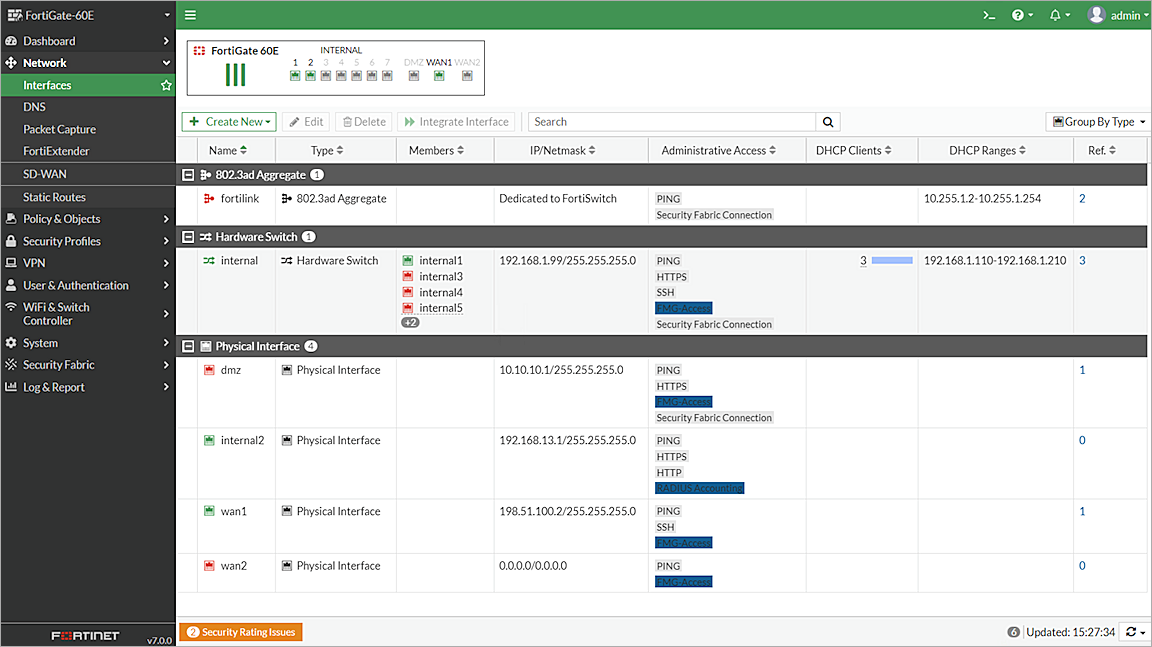 FortiGate-60E
admin
Dashboard
Network
Interfaces
DNS
Packet Capture
FortiExtender
SD-WAN
Static Routes
Policy & Objects
Security Profiles
VPN
User & Authentication
WiFi & Switch
Controller
System
Security Fabric
Log & Report
FORTINET v7.0.0
FortiGate 60E
INTERNAL
1 2 3 4 5 6 7 DMZ WAN1 WAN2
Create New Edit Delete Integrate Interface Search Group By Type
Name Type Members IP/Netmask Administrative Access DHCP Clients DHCP Ranges Ref.
802.3ad Aggregate 1
fortilink 802.3ad Aggregate Dedicated to FortiSwitch PING 10.255.1.2-10.255.1.254 2
Security Fabric Connection
Hardware Switch 1
internal Hardware Switch internal1 192.168.1.99/255.255.255.0 PING 3 192.168.1.110-192.168.1.210 3
internal3 HTTPS
internal4 SSH
internal5 FMG-Access
+2 Security Fabric Connection
Physical Interface 4
dmz Physical Interface 10.10.10.1/255.255.255.0 PING 1
HTTPS
FMG-Access
Security Fabric Connection
internal2 Physical Interface 192.168.13.1/255.255.255.0 PING 0
HTTPS
HTTP
RADIUS Accounting
wan1 Physical Interface 198.51.100.2/255.255.255.0 PING 1
SSH
FMG-Access
wan2 Physical Interface 0.0.0.0/0.0.0.0 PING 0
FMG-Access
2 Security Rating Issues 6 Updated: 15:27:34